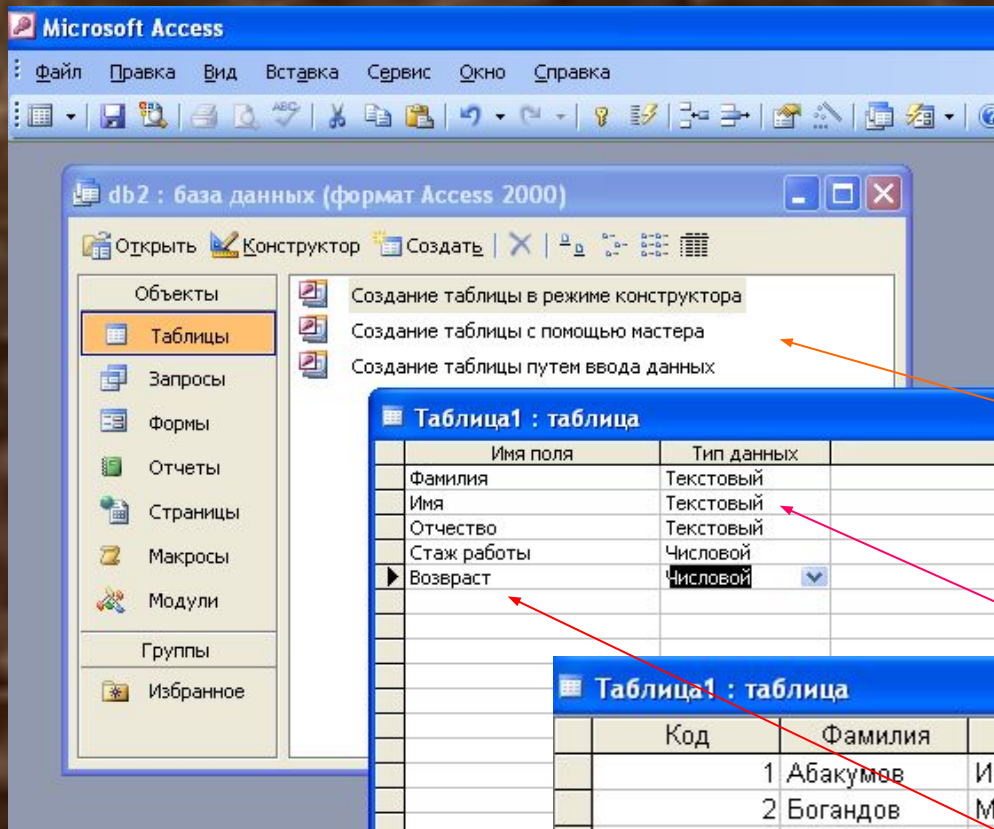 Microsoft Access
Файл Правка Вид Вставка Сервис Окно Справка
ABC
db2 : база данных (формат Access 2000)
Открыть Конструктор Создать
Объекты
Таблицы
Запросы
Формы
Отчеты
Страницы
Макросы
Модули
Группы
Избранное
Создание таблицы в режиме конструктора
Создание таблицы с помощью мастера
Создание таблицы путем ввода данных
Таблица1 : таблица
Имя поля Тип данных
Фамилия Текстовый
Имя Текстовый
Отчество Текстовый
Стаж работы Числовой
Возвраст Числовой
Таблица1 : таблица
Код Фамилия
1 Абакумов И
2 Богандов М